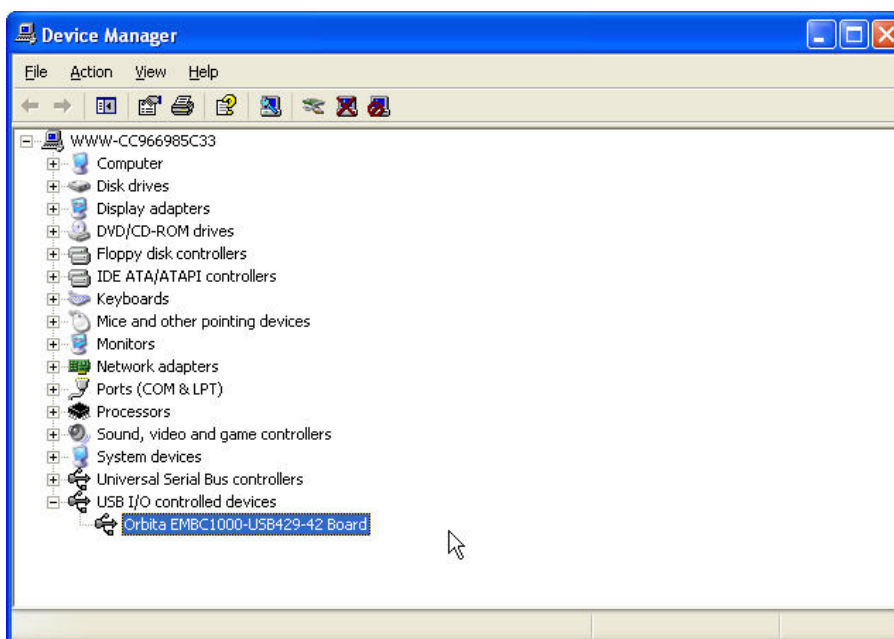 Device Manager
File Action View Help
WWW-CC966985C33
Computer
Disk drives
Display adapters
DVD/CD-ROM drives
Floppy disk controllers
IDE ATA/ATAPI controllers
Keyboards
Mice and other pointing devices
Monitors
Network adapters
Ports (COM & LPT)
Processors
Sound, video and game controllers
System devices
Universal Serial Bus controllers
USB I/O controlled devices
Orbita EMBC1000-USB429-42 Board